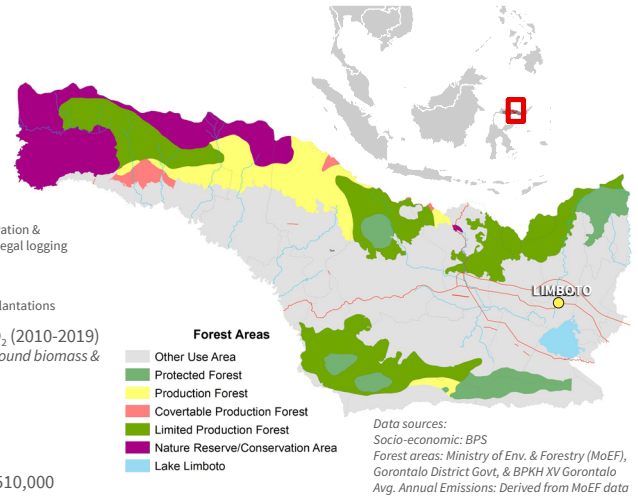 ration &
egal logging
lantations
O₂ (2010-2019)
ound biomass &
510,000
LIMBOTO
Forest Areas
Other Use Area
Protected Forest
Production Forest
Covertable Production Forest
Limited Production Forest
Nature Reserve/Conservation Area
Lake Limboto
Data sources:
Socio-economic: BPS
Forest areas: Ministry of Env. & Forestry (MoEF),
Gorontalo District Govt, & BPKH XV Gorontalo
Avg. Annual Emissions: Derived from MoEF data